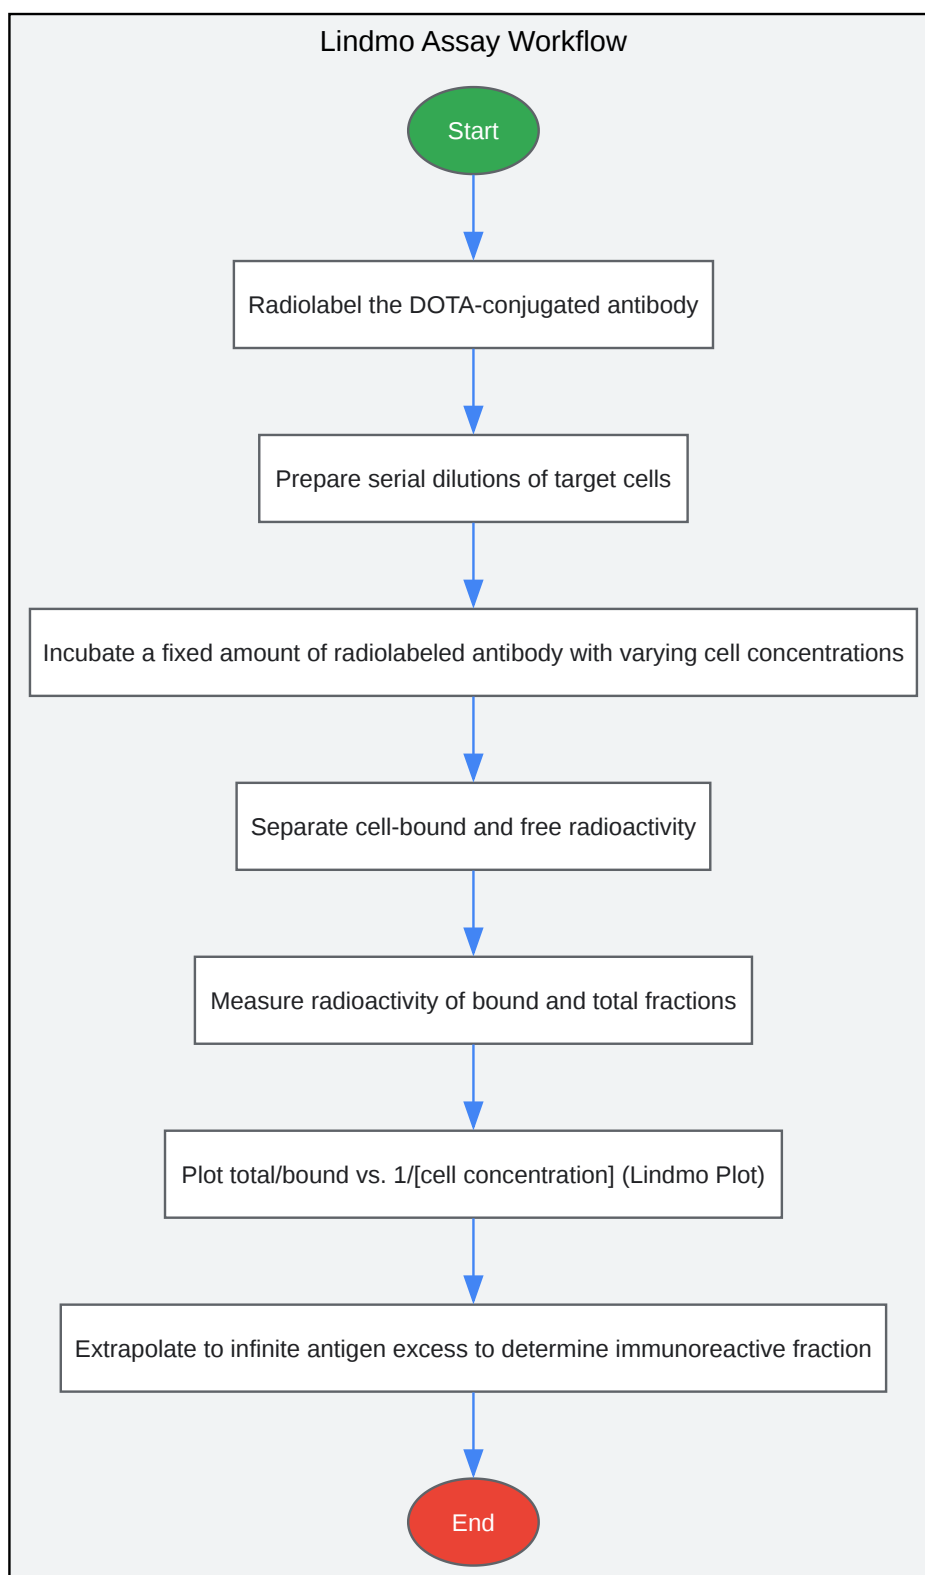 Lindmo Assay Workflow
Start
Radiolabel the DOTA-conjugated antibody
Prepare serial dilutions of target cells
Incubate a fixed amount of radiolabeled antibody with varying cell concentrations
Separate cell-bound and free radioactivity
Measure radioactivity of bound and total fractions
Plot total/bound vs. 1/[cell concentration] (Lindmo Plot)
Extrapolate to infinite antigen excess to determine immunoreactive fraction
End